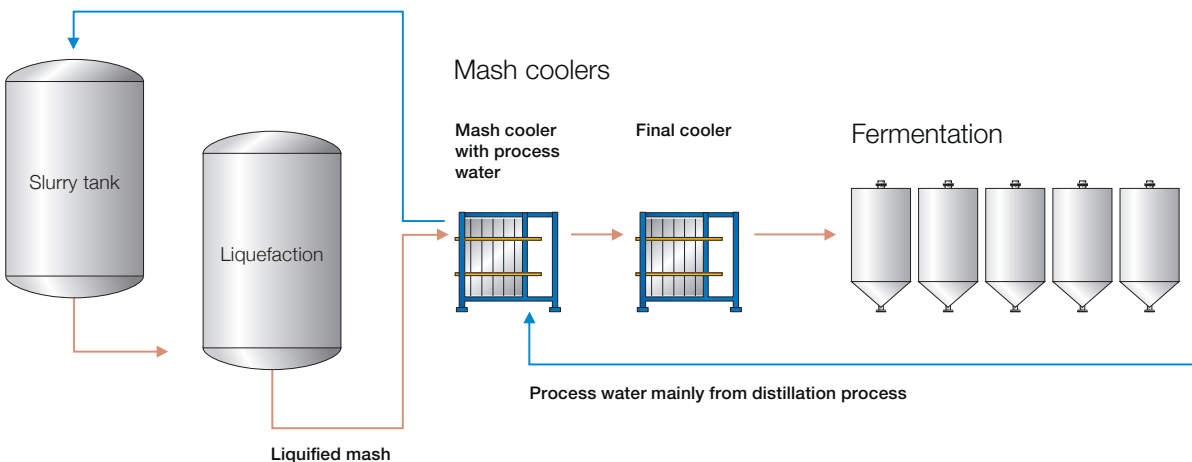 Mash coolers
Mash cooler
with process
water
Final cooler
Fermentation
Slurry tank
Liquefaction
Process water mainly from distillation process
Liquified mash